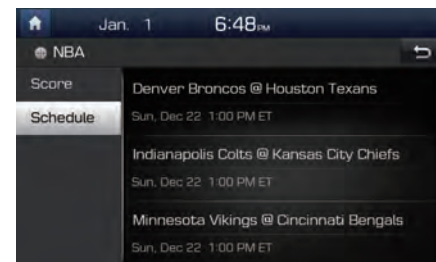 Jan. 1 6:48PM
NBA
Score
Schedule
Denver Broncos @ Houston Texans
Sun, Dec 22 1:00 PM ET
Indianapolis Colts @ Kansas City Chiefs
Sun, Dec 22 1:00 PM ET
Minnesota Vikings @ Cincinnati Bengals
Sun, Dec 22 1:00 PM ET